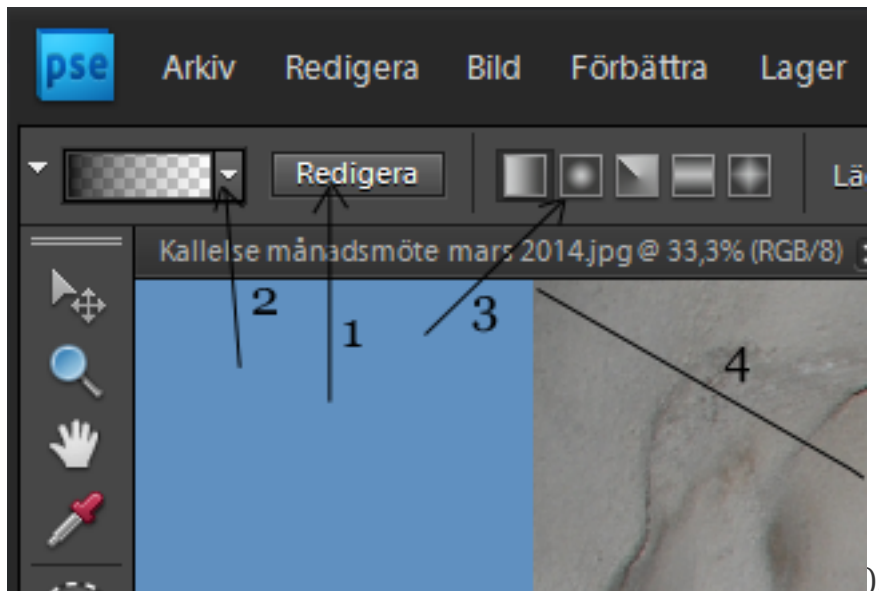 pse Arkiv Redigera Bild Förbättra Lager
Redigera Lä
Kallelse månadsmöte mars 2014.jpg @ 33,3% (RGB/8)
2 1 3 4
)